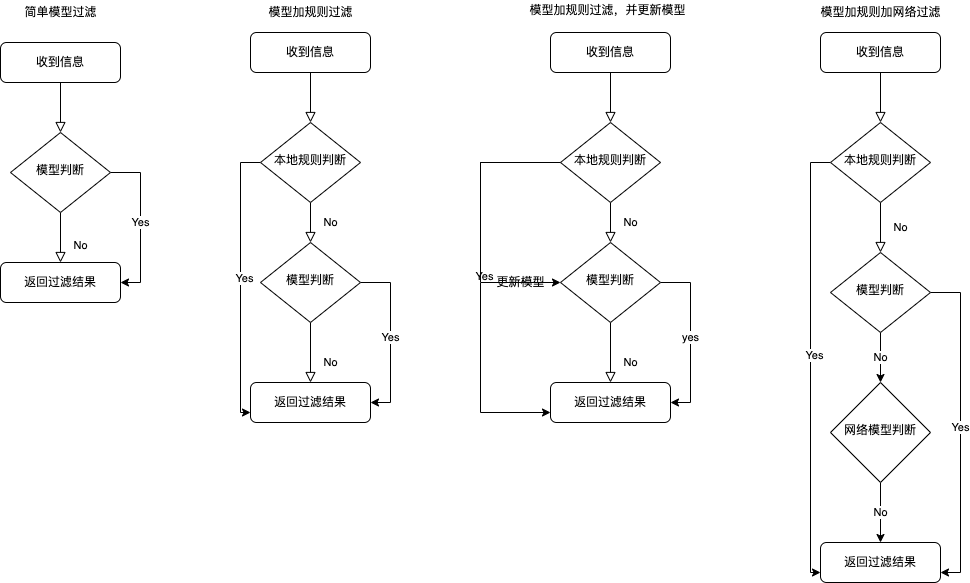 简单模型过滤
收到信息
模型判断
Yes
No
返回过滤结果
模型加规则过滤
收到信息
本地规则判断
No
Yes
模型判断
Yes
No
返回过滤结果
模型加规则过滤，并更新模型
收到信息
本地规则判断
No
Yes
更新模型
模型判断
yes
No
返回过滤结果
模型加规则加网络过滤
收到信息
本地规则判断
No
模型判断
Yes
No
网络模型判断
Yes
No
返回过滤结果